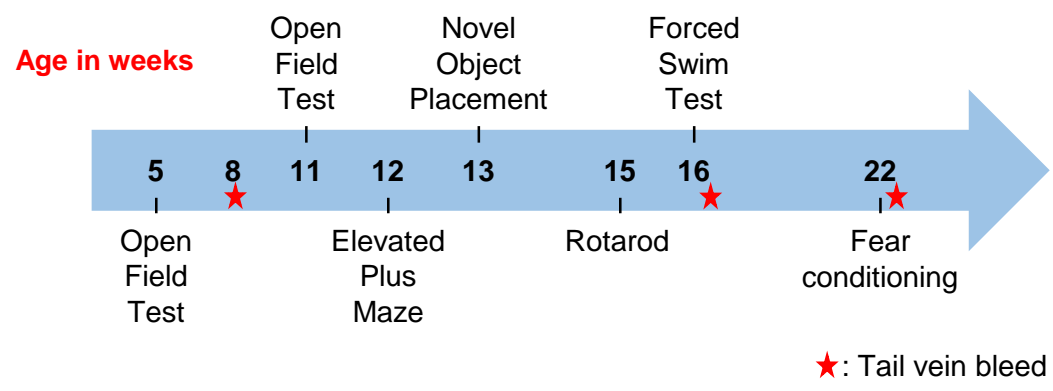 Age in weeks
Open
Field
Test
Novel
Object
Placement
Forced
Swim
Test
5 8 11 12 13 15 16 22
Open
Field
Test
Elevated
Plus
Maze
Rotarod
Fear
conditioning
: Tail vein bleed